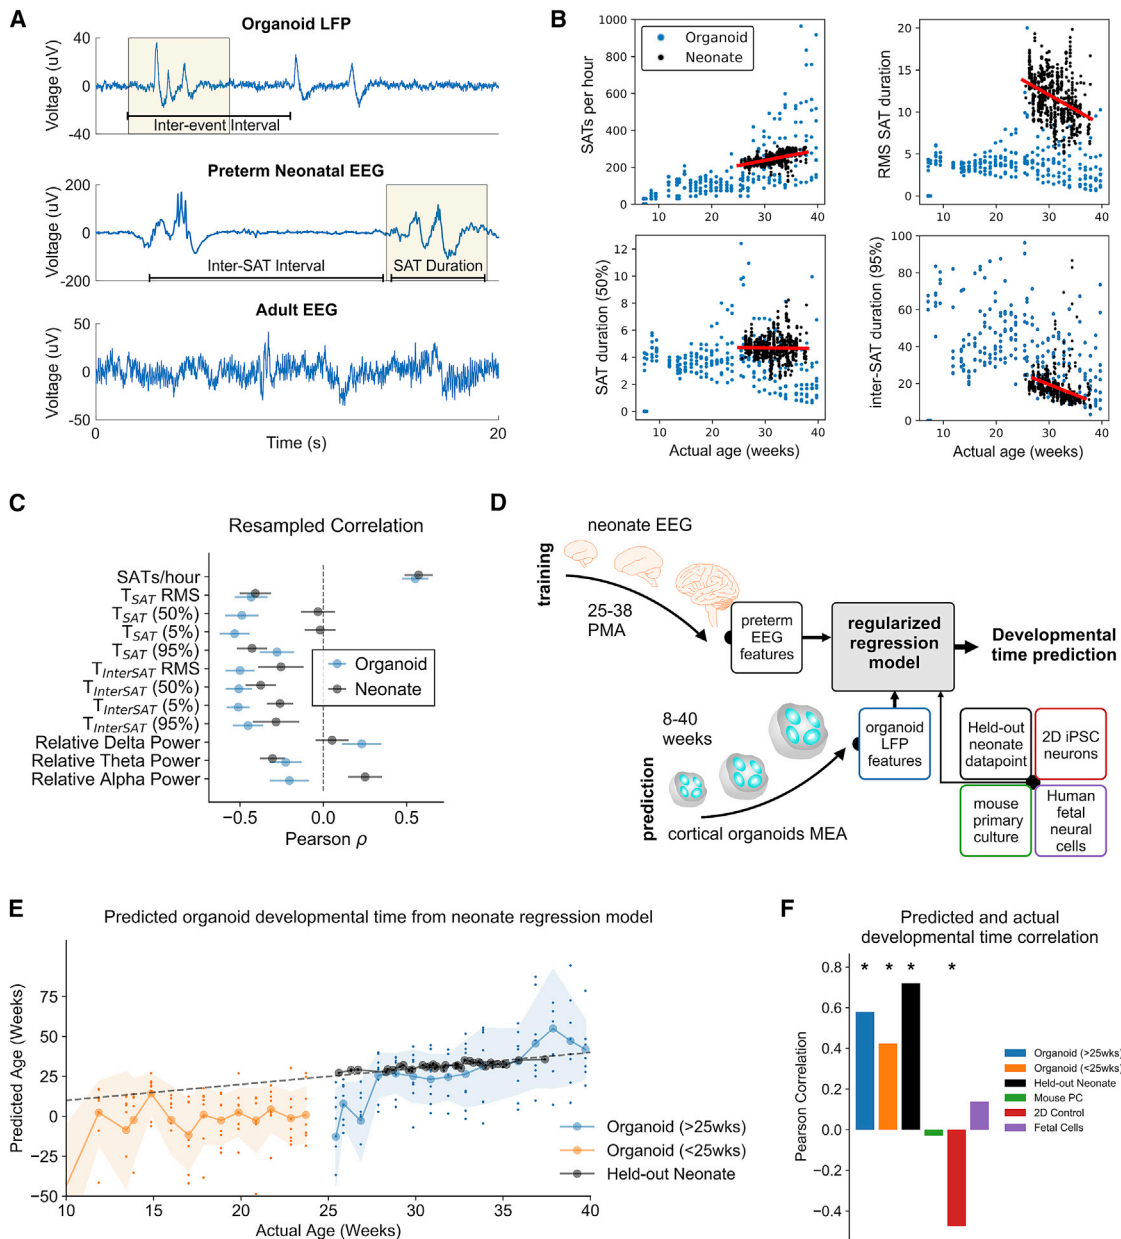 A
Organoid LFP
Voltage (uV)
40
0
-40
Inter-event Interval
Preterm Neonatal EEG
Voltage (uV)
200
0
-200
Inter-SAT Interval
SAT Duration
Adult EEG
Voltage (uV)
50
0
-50
0
20
Time (s)
B
SATs per hour
1000
800
600
400
200
0
10
20
30
40
Organoid
Neonate
RMS SAT duration
20
15
10
5
0
10
20
30
40
SAT duration (50%)
12
10
8
6
4
2
0
10
20
30
40
Actual age (weeks)
inter-SAT duration (95%)
100
80
60
40
20
0
10
20
30
40
Actual age (weeks)
C
Resampled Correlation
SATs/hour
T SAT RMS
T SAT (50%)
T SAT (5%)
T SAT (95%)
T InterSAT RMS
T InterSAT (50%)
T InterSAT (5%)
T InterSAT (95%)
Relative Delta Power
Relative Theta Power
Relative Alpha Power
Organoid
Neonate
−0.5
0.0
0.5
Pearson ρ
D
training
neonate EEG
25-38
PMA
preterm
EEG
features
regularized
regression
model
Developmental
time prediction
prediction
8-40
weeks
cortical organoids MEA
organoid
LFP
features
Held-out
neonate
datapoint
2D iPSC
neurons
mouse
primary
culture
Human
fetal
neural
cells
E
Predicted organoid developmental time from neonate regression model
Predicted Age (Weeks)
75
50
25
0
−25
−50
10
15
20
25
30
35
40
Actual Age (Weeks)
Organoid (>25wks)
Organoid (<25wks)
Held-out Neonate
F
Predicted and actual
developmental time correlation
Pearson Correlation
0.8
0.6
0.4
0.2
0.0
−0.2
−0.4
* * * *
Organoid (>25wks)
Organoid (<25wks)
Held-out Neonate
Mouse PC
2D Control
Fetal Cells